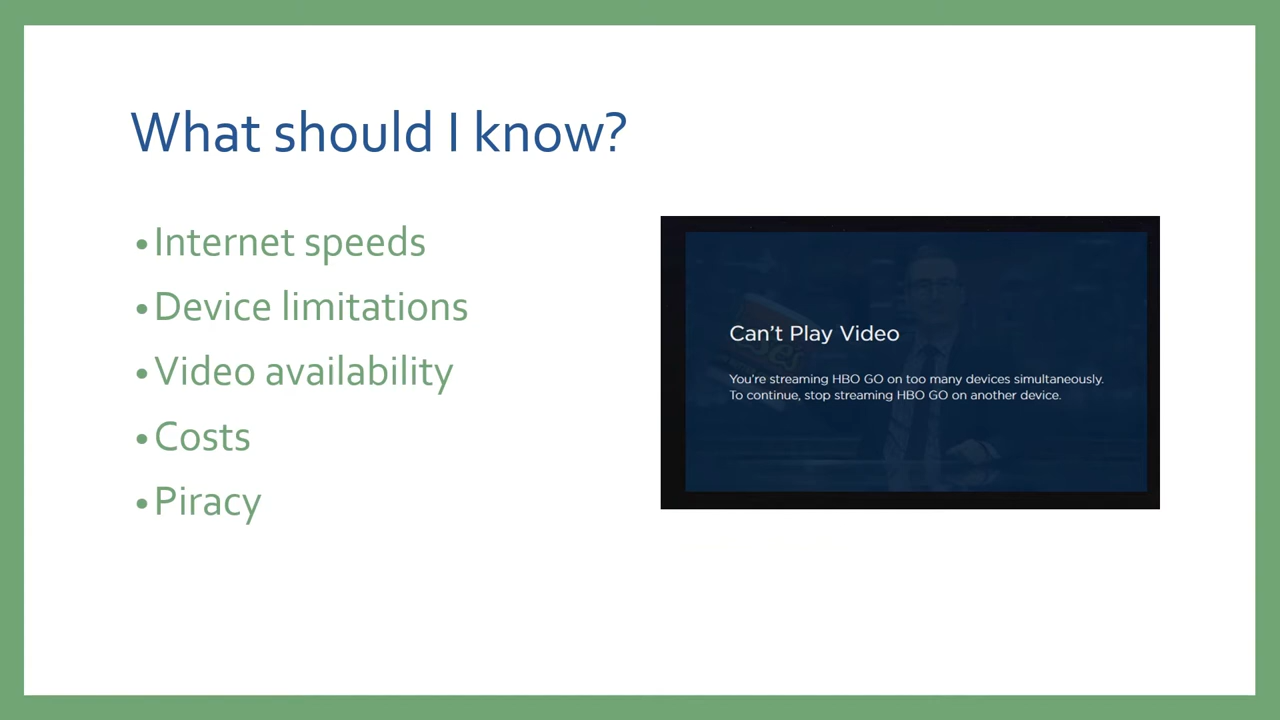 What should I know?
•Internet speeds
•Device limitations
•Video availability
•Costs
•Piracy
Can't Play Video
You're streaming HBO GO on too many devices simultaneously.
To continue, stop streaming HBO GO on another device.